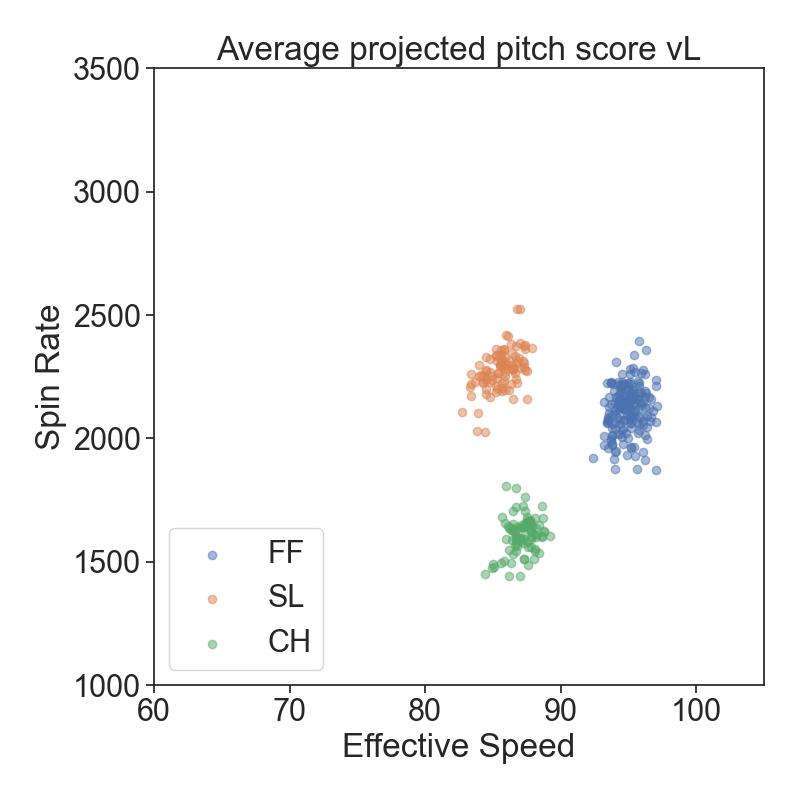 Average projected pitch score vL
3500
3000
2500
2000
1500
1000
Spin Rate
FF
SL
CH
60 70 80 90 100
Effective Speed